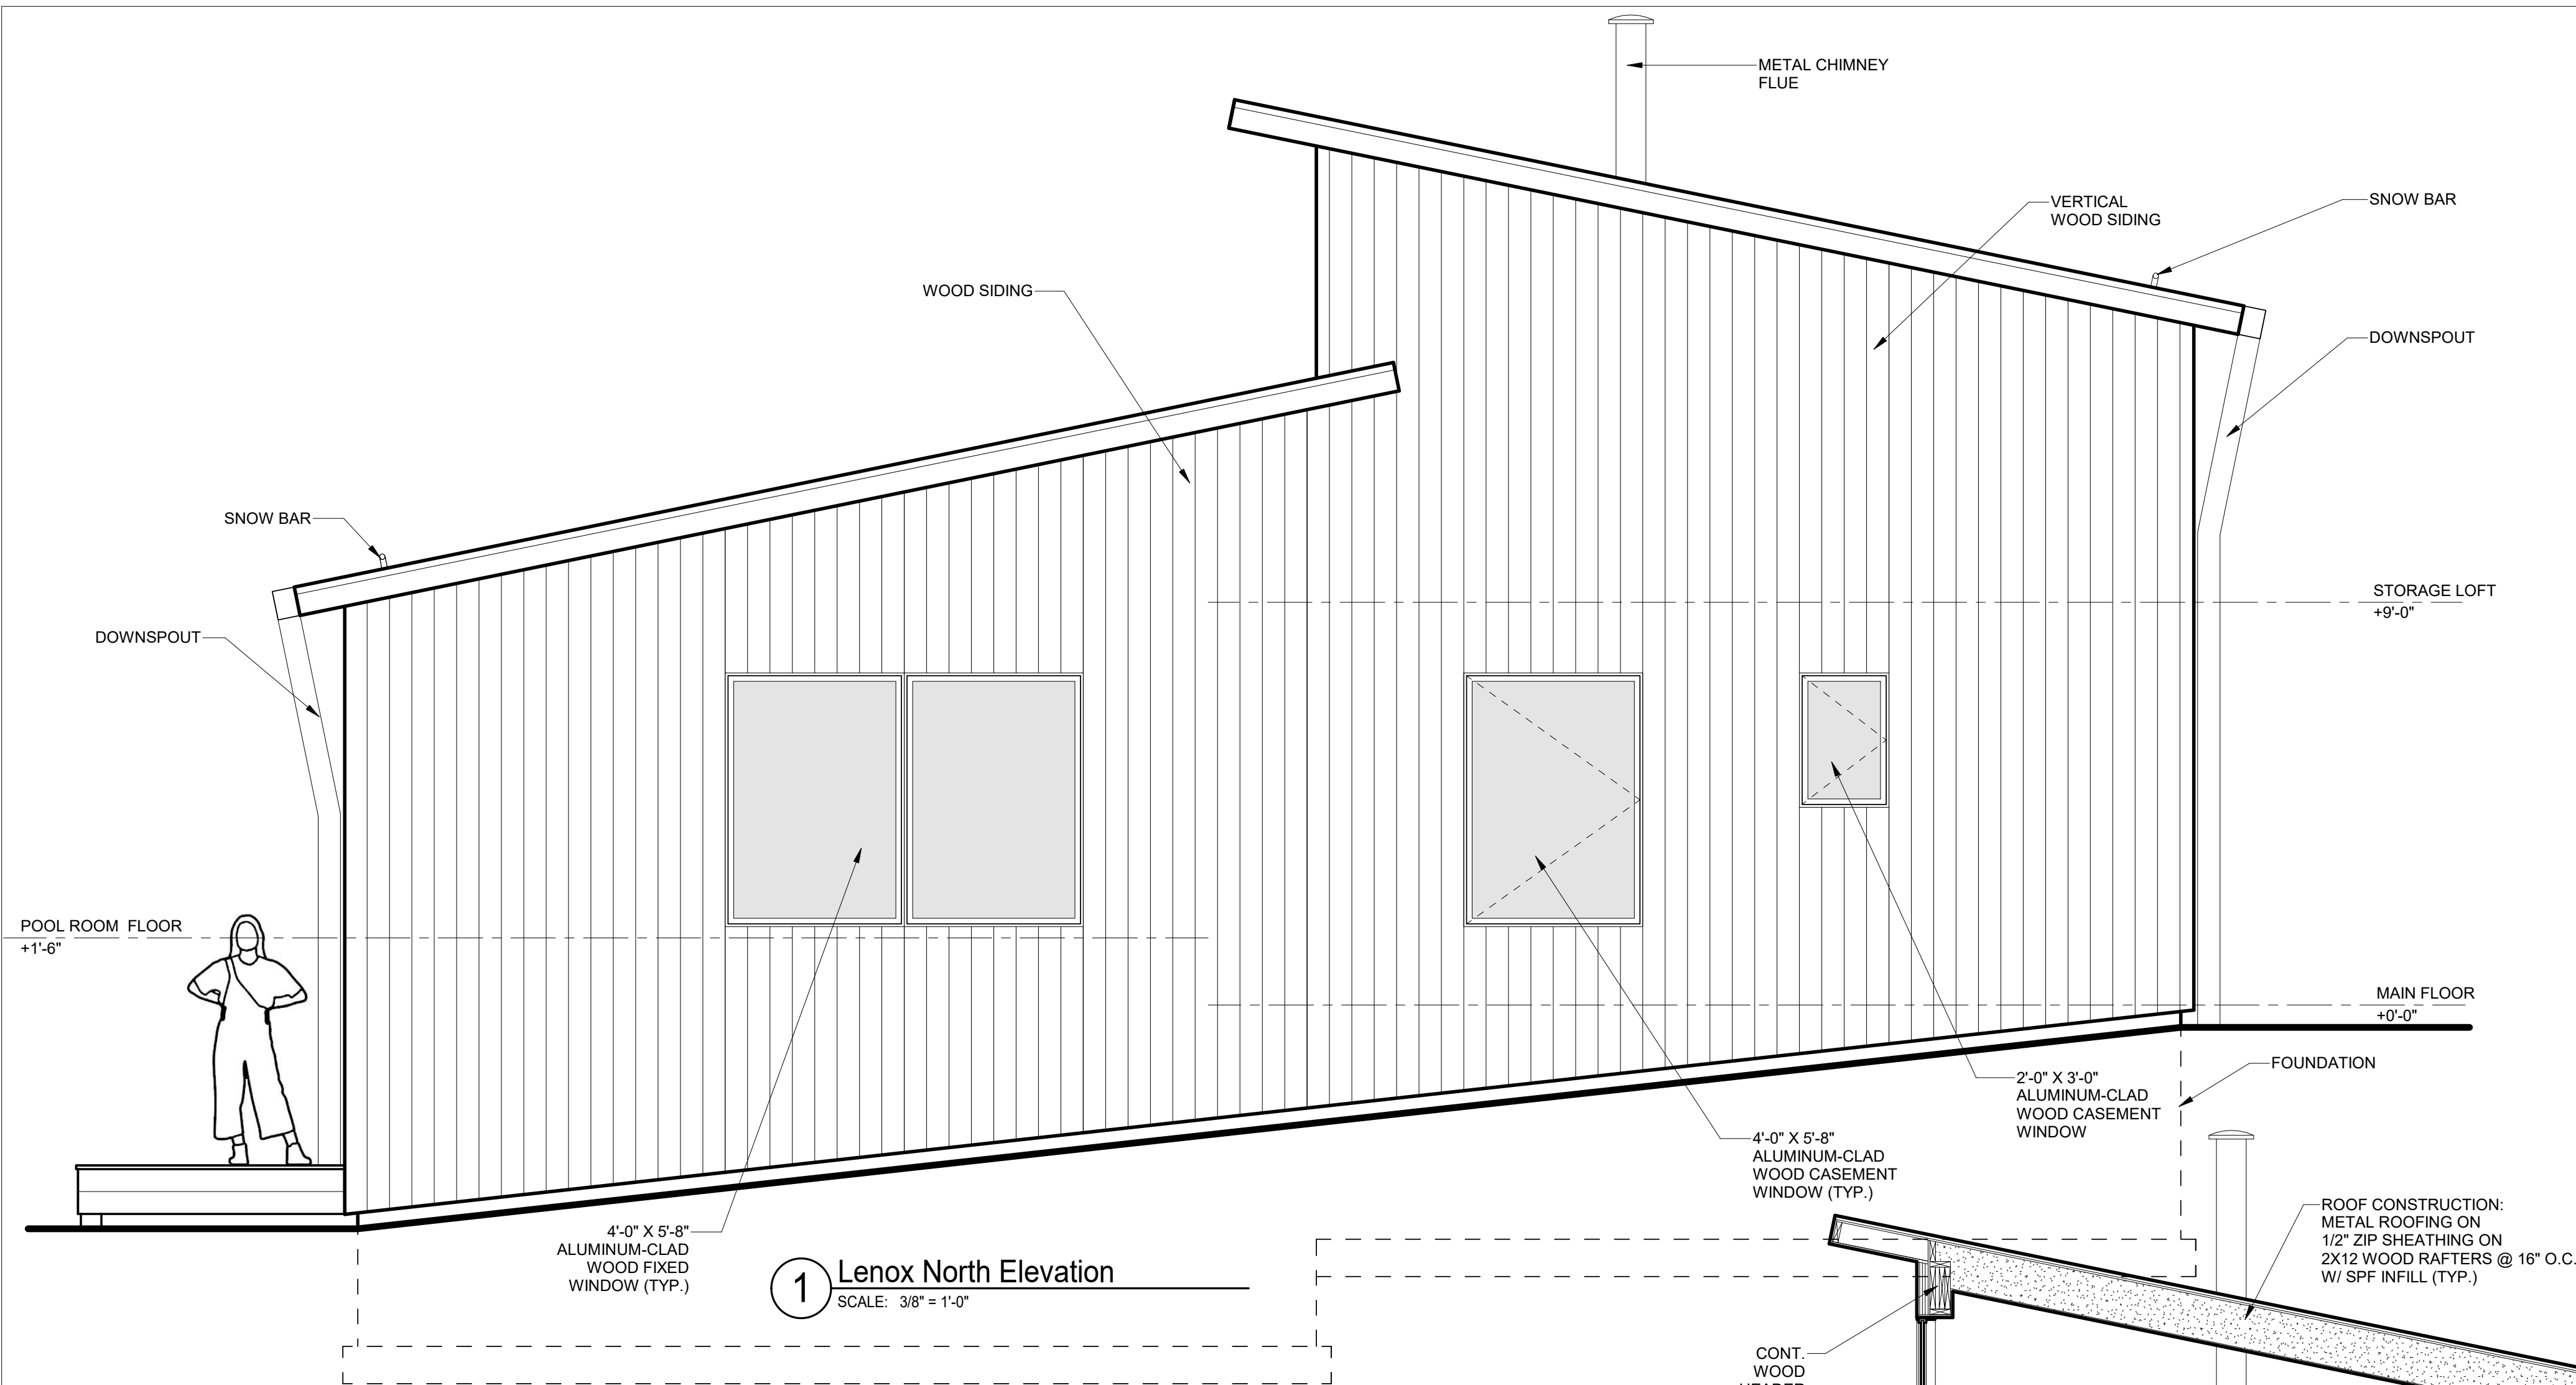 METAL CHIMNEY
FLUE
VERTICAL
WOOD SIDING
SNOW BAR
WOOD SIDING
DOWNSPOUT
SNOW BAR
STORAGE LOFT
+9'-0"
DOWNSPOUT
POOL ROOM FLOOR
+1'-6"
MAIN FLOOR
+0'-0"
FOUNDATION
2'-0" X 3'-0"
ALUMINUM-CLAD
WOOD CASEMENT
WINDOW
4'-0" X 5'-8"
ALUMINUM-CLAD
WOOD CASEMENT
WINDOW (TYP.)
4'-0" X 5'-8"
ALUMINUM-CLAD
WOOD FIXED
WINDOW (TYP.)
1
Lenox North Elevation
SCALE: 3/8" = 1'-0"
ROOF CONSTRUCTION:
METAL ROOFING ON
1/2" ZIP SHEATHING ON
2X12 WOOD RAFTERS @ 16" O.C.
W/ SPF INFILL (TYP.)
CONT.
WOOD